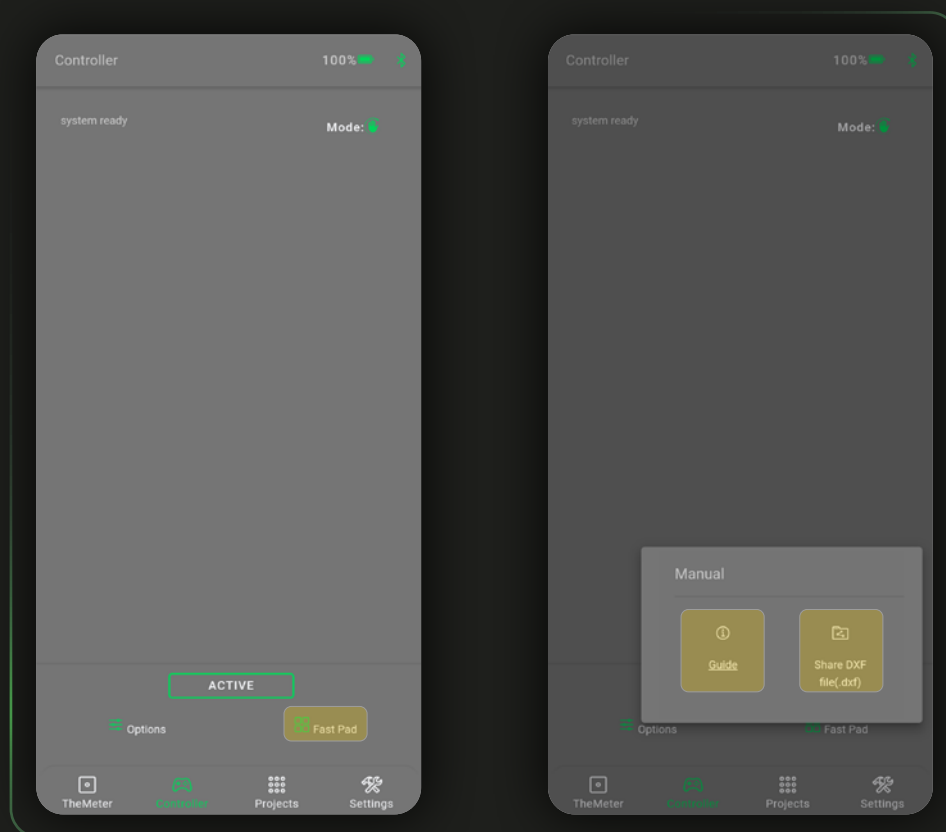 Controller 100%
system ready
Mode:
ACTIVE
Options Fast Pad
TheMeter Controller Projects Settings
Controller 100%
system ready
Mode:
Manual
Guide
Share DXF
file(.dxf)
Options Fast Pad
TheMeter Controller Projects Settings